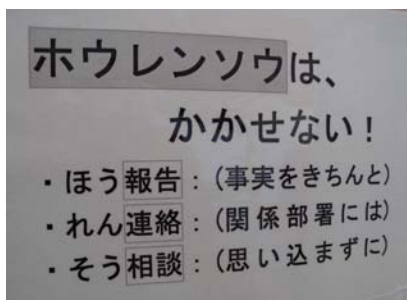 ホウレンソウは、
かかせない！
・ほう報告：（事実をきちんと）
・れん連絡：（関係部署には）
・そう相談：（思い込まずに）